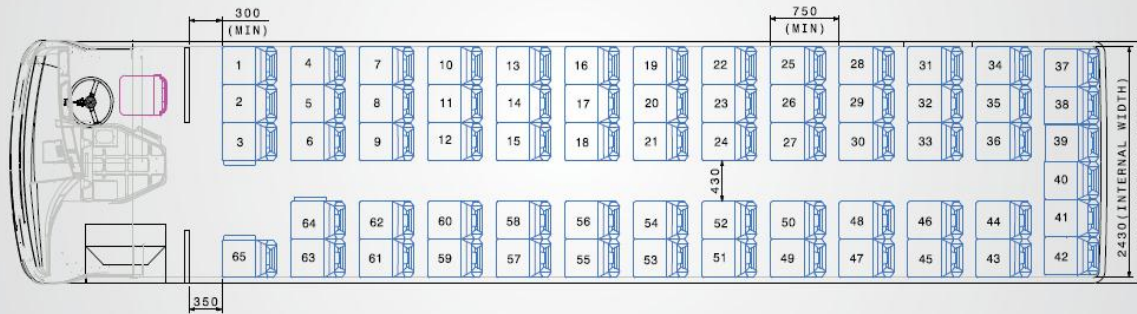 300 750
(MIN) (MIN)
1 4 7 10 13 16 19 22 25 28 31 34 37
2 5 8 11 14 17 20 23 26 29 32 35 38
3 6 9 12 15 18 21 24 27 30 33 36 39
430
40
64 62 60 58 56 54 52 50 48 46 44 41
65 63 61 59 57 55 53 51 49 47 45 43 42
350
2430(INTERNAL WIDTH)